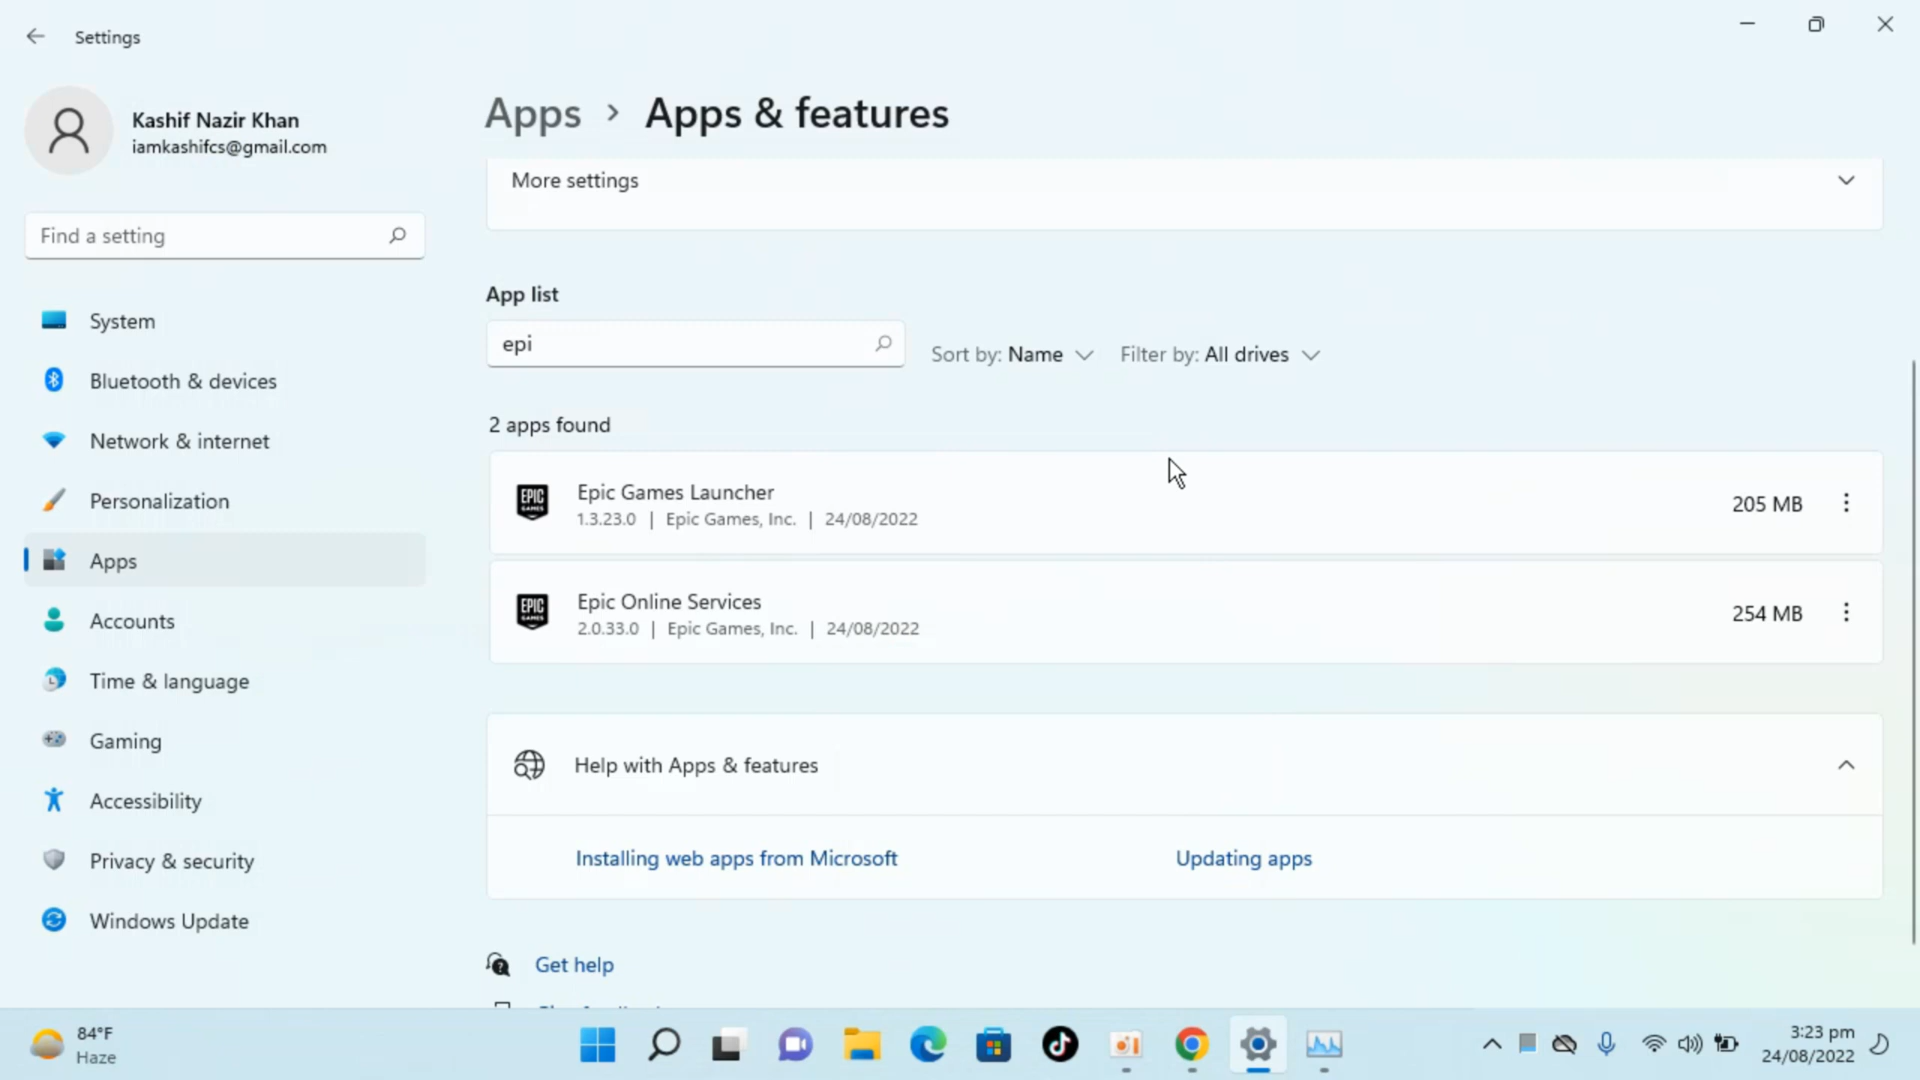 Settings
Kashif Nazir Khan
iamkashifcs@gmail.com
Find a setting
System
Bluetooth & devices
Network & internet
Personalization
Apps
Accounts
Time & language
Gaming
Accessibility
Privacy & security
Windows Update
Apps > Apps & features
More settings
App list
epi
Sort by: Name
Filter by: All drives
2 apps found
EPIC GAMES
Epic Games Launcher
1.3.23.0 | Epic Games, Inc. | 24/08/2022
205 MB
EPIC GAMES
Epic Online Services
2.0.33.0 | Epic Games, Inc. | 24/08/2022
254 MB
Help with Apps & features
Installing web apps from Microsoft
Updating apps
Get help
84°F
Haze
3:23 pm
24/08/2022